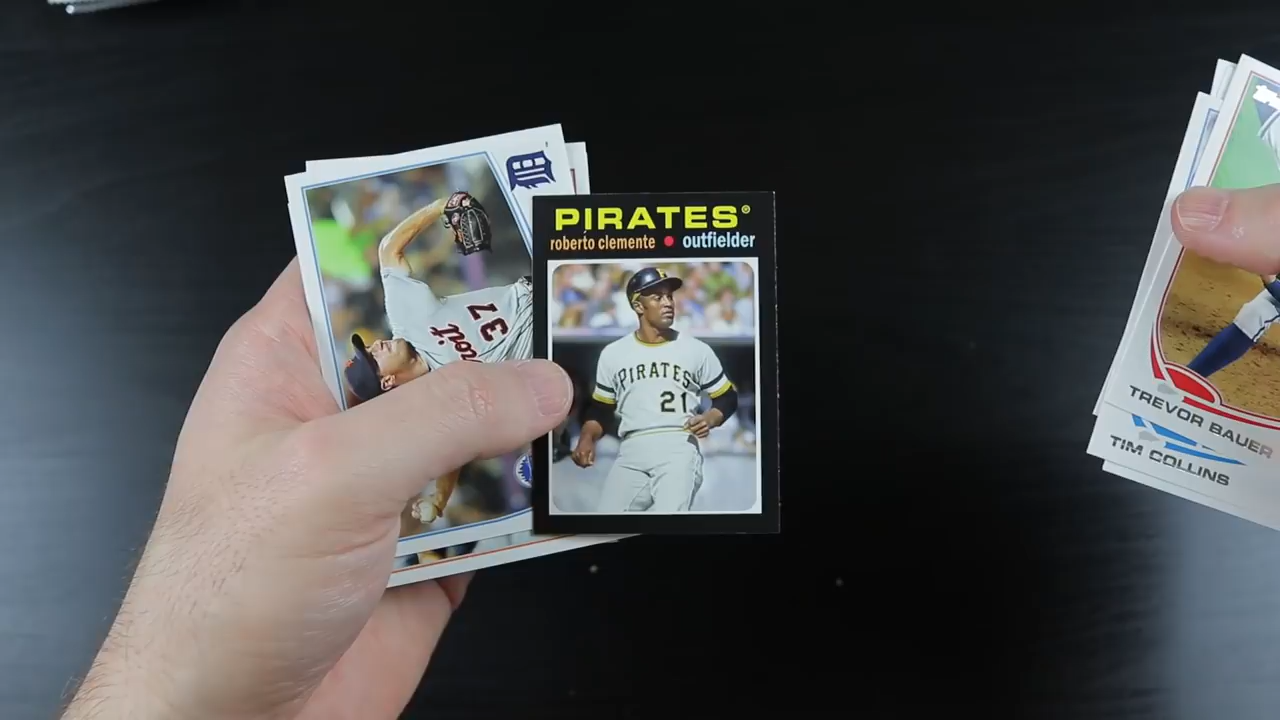 PIRATES®
roberto clemente • outfielder
PIRATES
21
37
TREVOR BAUER
TIM COLLINS